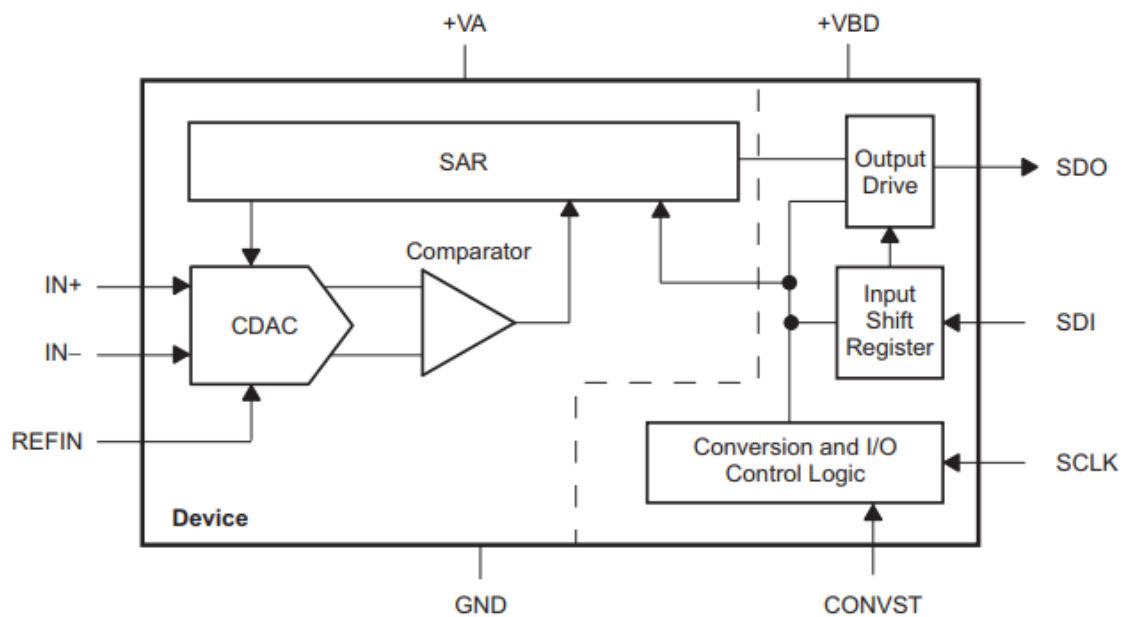 +VA
+VBD
SAR
Output
Drive
SDO
Comparator
IN+
CDAC
IN−
Input
Shift
Register
SDI
REFIN
Conversion and I/O
Control Logic
SCLK
Device
GND
CONVST